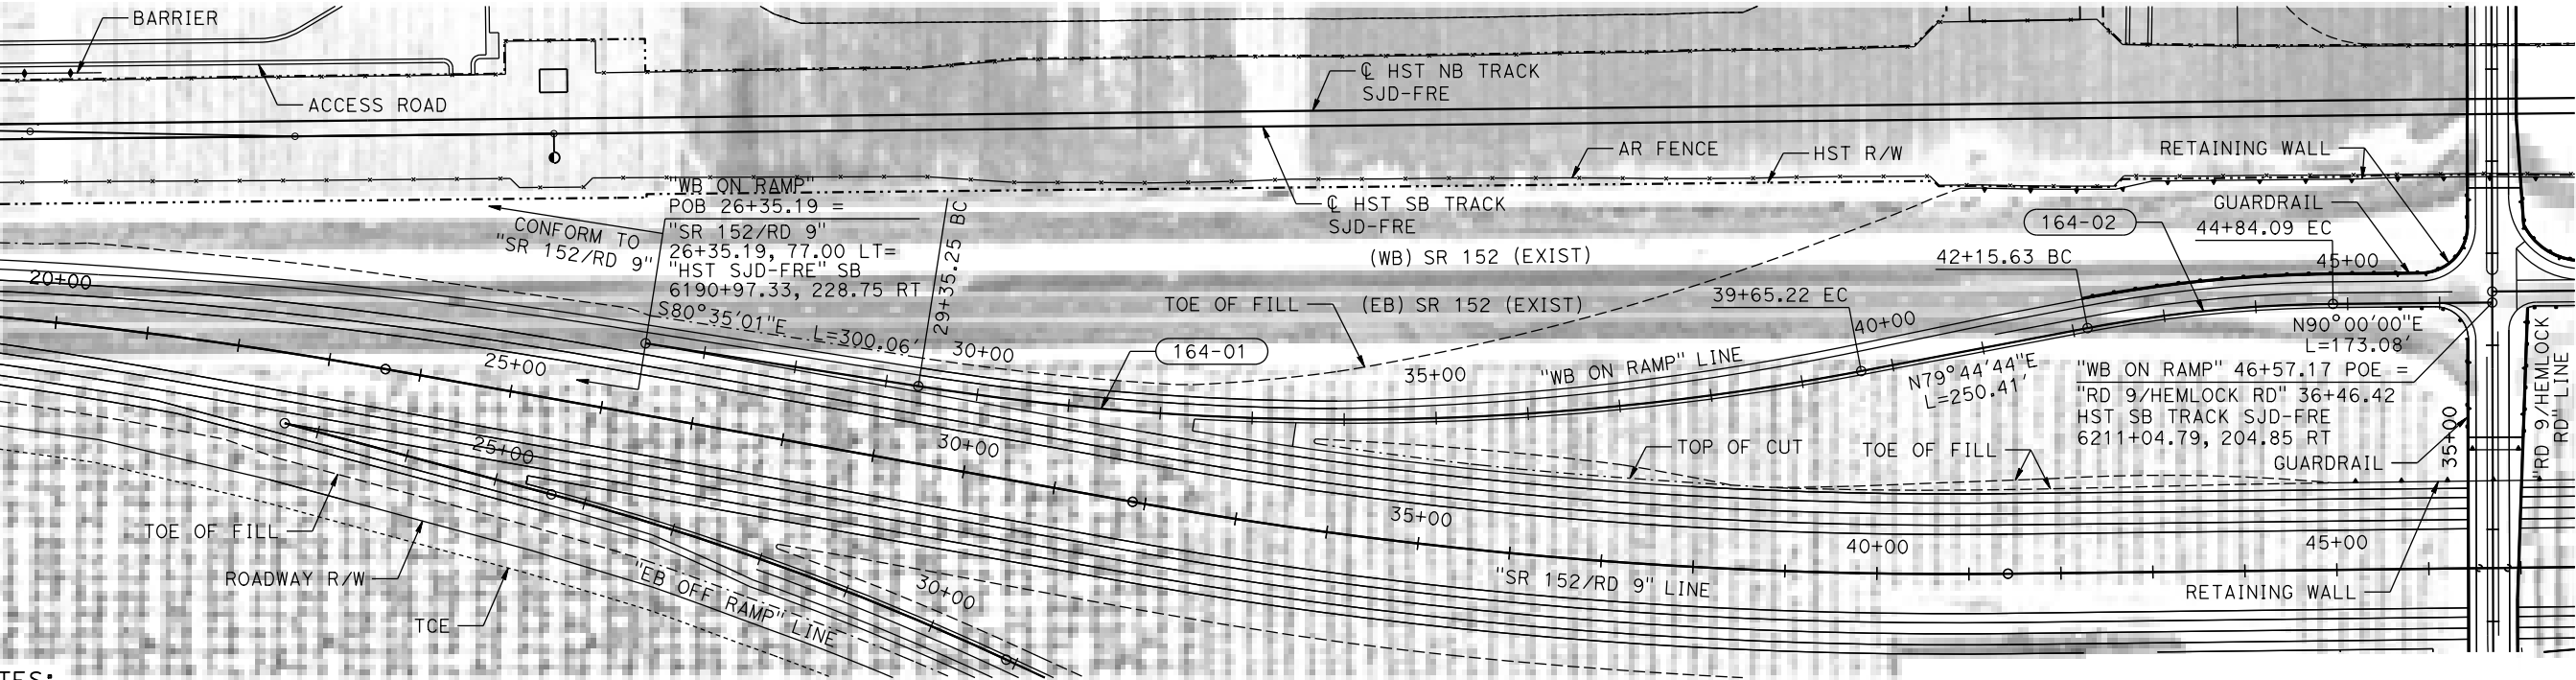 BARRIER
ACCESS ROAD
℄ HST NB TRACK
SJD-FRE
AR FENCE
HST R/W
RETAINING WALL
℄ HST SB TRACK
SJD-FRE
GUARDRAIL
164-02
44+84.09 EC
"WB ON RAMP"
POB 26+35.19 =
"SR 152/RD 9"
26+35.19, 77.00 LT=
"HST SJD-FRE" SB
6190+97.33, 228.75 RT
CONFORM TO
"SR 152/RD 9"
29+35.25 BC
(WB) SR 152 (EXIST)
42+15.63 BC
45+00
20+00
S80°35'01"E L=300.06'
TOE OF FILL
(EB) SR 152 (EXIST)
39+65.22 EC
40+00
N90°00'00"E
L=173.08'
25+00
30+00
164-01
35+00
"WB ON RAMP" LINE
N79°44'44"E
L=250.41'
"WB ON RAMP" 46+57.17 POE =
"RD 9/HEMLOCK RD" 36+46.42
HST SB TRACK SJD-FRE
6211+04.79, 204.85 RT
35+00
"RD 9/HEMLOCK
RD" LINE
25+00
30+00
TOP OF CUT
TOE OF FILL
GUARDRAIL
TOE OF FILL
35+00
40+00
45+00
ROADWAY R/W
"EB OFF RAMP" LINE
30+00
"SR 152/RD 9" LINE
RETAINING WALL
TCE